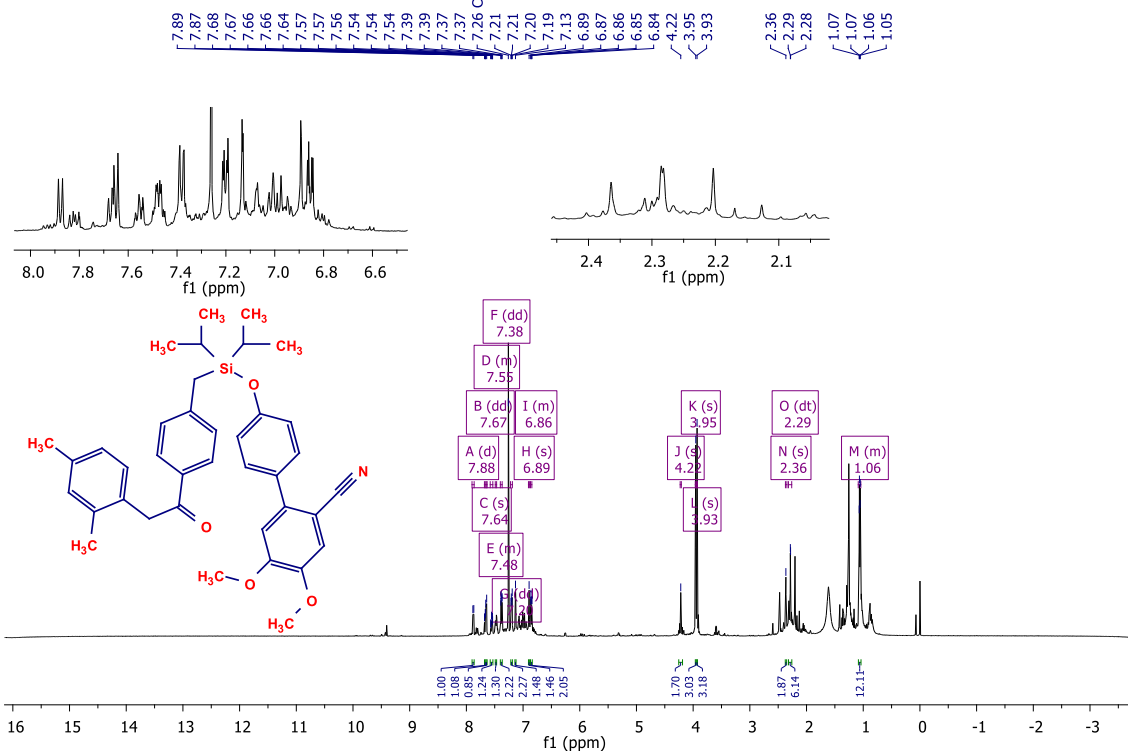 7.89 7.87 7.68 7.67 7.66 7.66 7.64 7.57 7.57 7.56 7.54 7.54 7.54 7.39 7.39 7.37 7.37 7.26 C 7.21 7.21 7.20 7.19 7.13 6.89 6.87 6.86 6.85 6.84 4.22 3.95 3.93 2.36 2.29 2.28 1.07 1.07 1.06 1.05
8.0 7.8 7.6 7.4 7.2 7.0 6.8 6.6
f1 (ppm)
2.4 2.3 2.2 2.1
f1 (ppm)
CH3 CH3
H3C CH3
Si
O
H3C
N
O
CH3
H3C O
O
H3C
F (dd)
7.38
D (m)
7.55
B (dd)
7.67
I (m)
6.86
A (d)
7.88
H (s)
6.89
C (s)
7.64
E (m)
7.48
G (dd)
K (s)
3.95
J (s)
4.22
L (s)
3.93
O (dt)
2.29
N (s)
2.36
M (m)
1.06
1.00 1.08 0.85 1.24 1.30 2.22 2.27 1.48 1.46 2.05 1.70 3.03 3.18 1.87 6.14 12.11
16 15 14 13 12 11 10 9 8 7 6 5 4 3 2 1 0 -1 -2 -3
f1 (ppm)